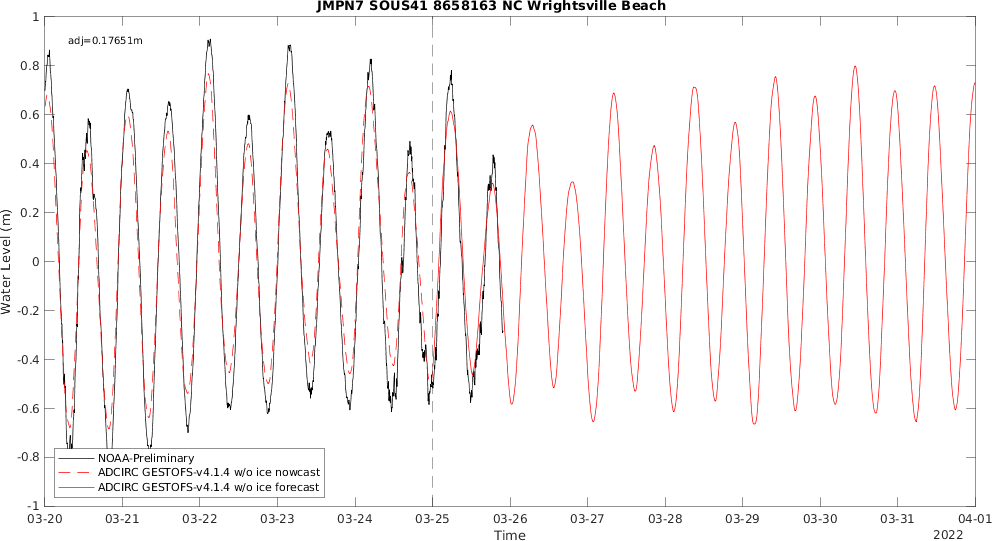 JMPN7 SOUS41 8658163 NC Wrightsville Beach
adj=0.17651m
1
0.8
0.6
0.4
0.2
0
-0.2
-0.4
-0.6
-0.8
-1
Water Level (m)
NOAA-Preliminary
ADCIRC GESTOFS-v4.1.4 w/o ice nowcast
ADCIRC GESTOFS-v4.1.4 w/o ice forecast
03-20 03-21 03-22 03-23 03-24 03-25 03-26 03-27 03-28 03-29 03-30 03-31 04-01
Time
2022